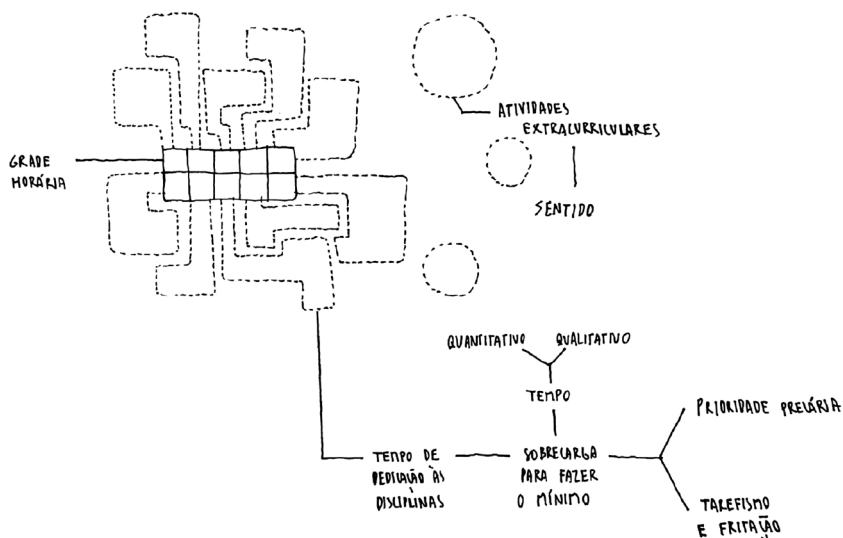 ATIVIDADES
EXTRACURRICULARES
GRADE
HORÁRIA
SENTIDO
QUANTITATIVO QUALITATIVO
TEMPO
PRIORIDADE PRECÁRIA
TEMPO DE
DEDICAÇÃO ÀS
DISCIPLINAS
SOBRECARGA
PARA FAZER
O MÍNIMO
TAREFISMO
E FRITAÇÃO